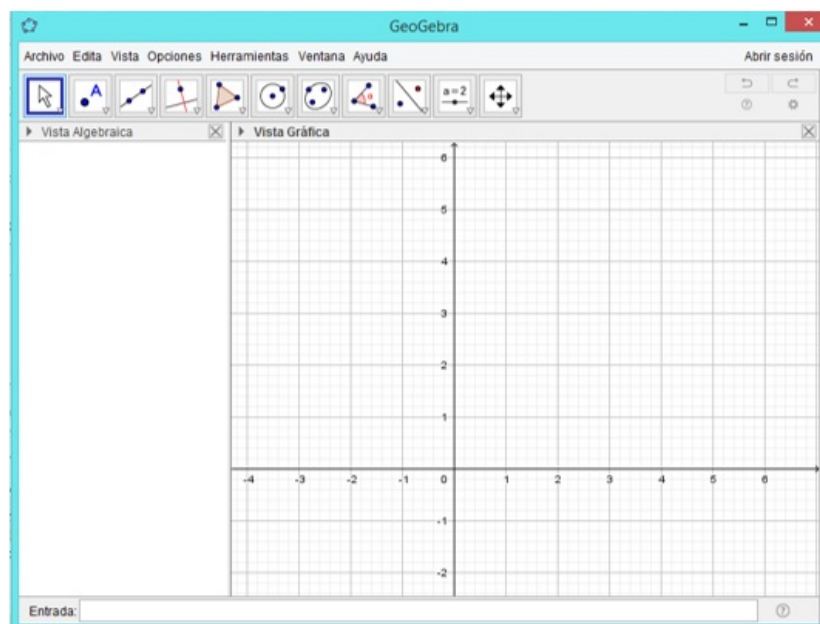 GeoGebra
Archivo Edita Vista Opciones Herramientas Ventana Ayuda Abrir sesión
A a=2
Vista Algebraica Vista Gráfica
6
5
4
3
2
1
-4 -3 -2 -1 0 1 2 3 4 5 6
-1
-2
Entrada: